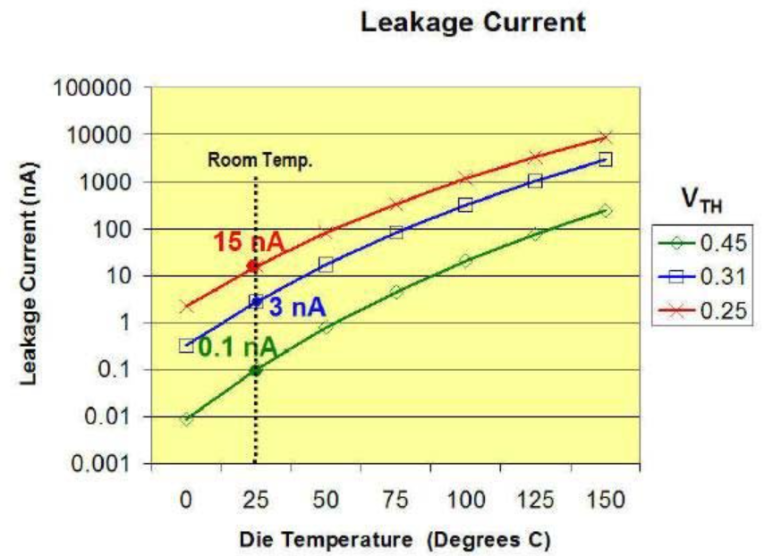 Leakage Current
Leakage Current (nA)
100000
10000
1000
100
10
1
0.1
0.01
0.001
Room Temp.
15 nA
3 nA
0.1 nA
0 25 50 75 100 125 150
Die Temperature (Degrees C)
VTH
0.45
0.31
0.25